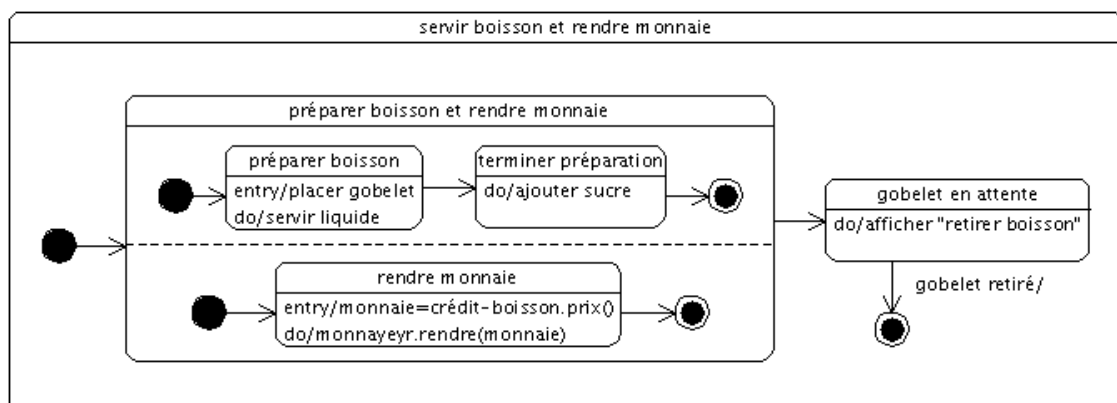 servir boisson et rendre monnaie
préparer boisson et rendre monnaie
préparer boisson
entry/placer gobelet
do/servir liquide
terminer préparation
do/ajouter sucre
rendre monnaie
entry/monnaie=crédit-boisson.prix()
do/monnayeyr.rendre(monnaie)
gobelet en attente
do/afficher "retirer boisson"
gobelet retiré/